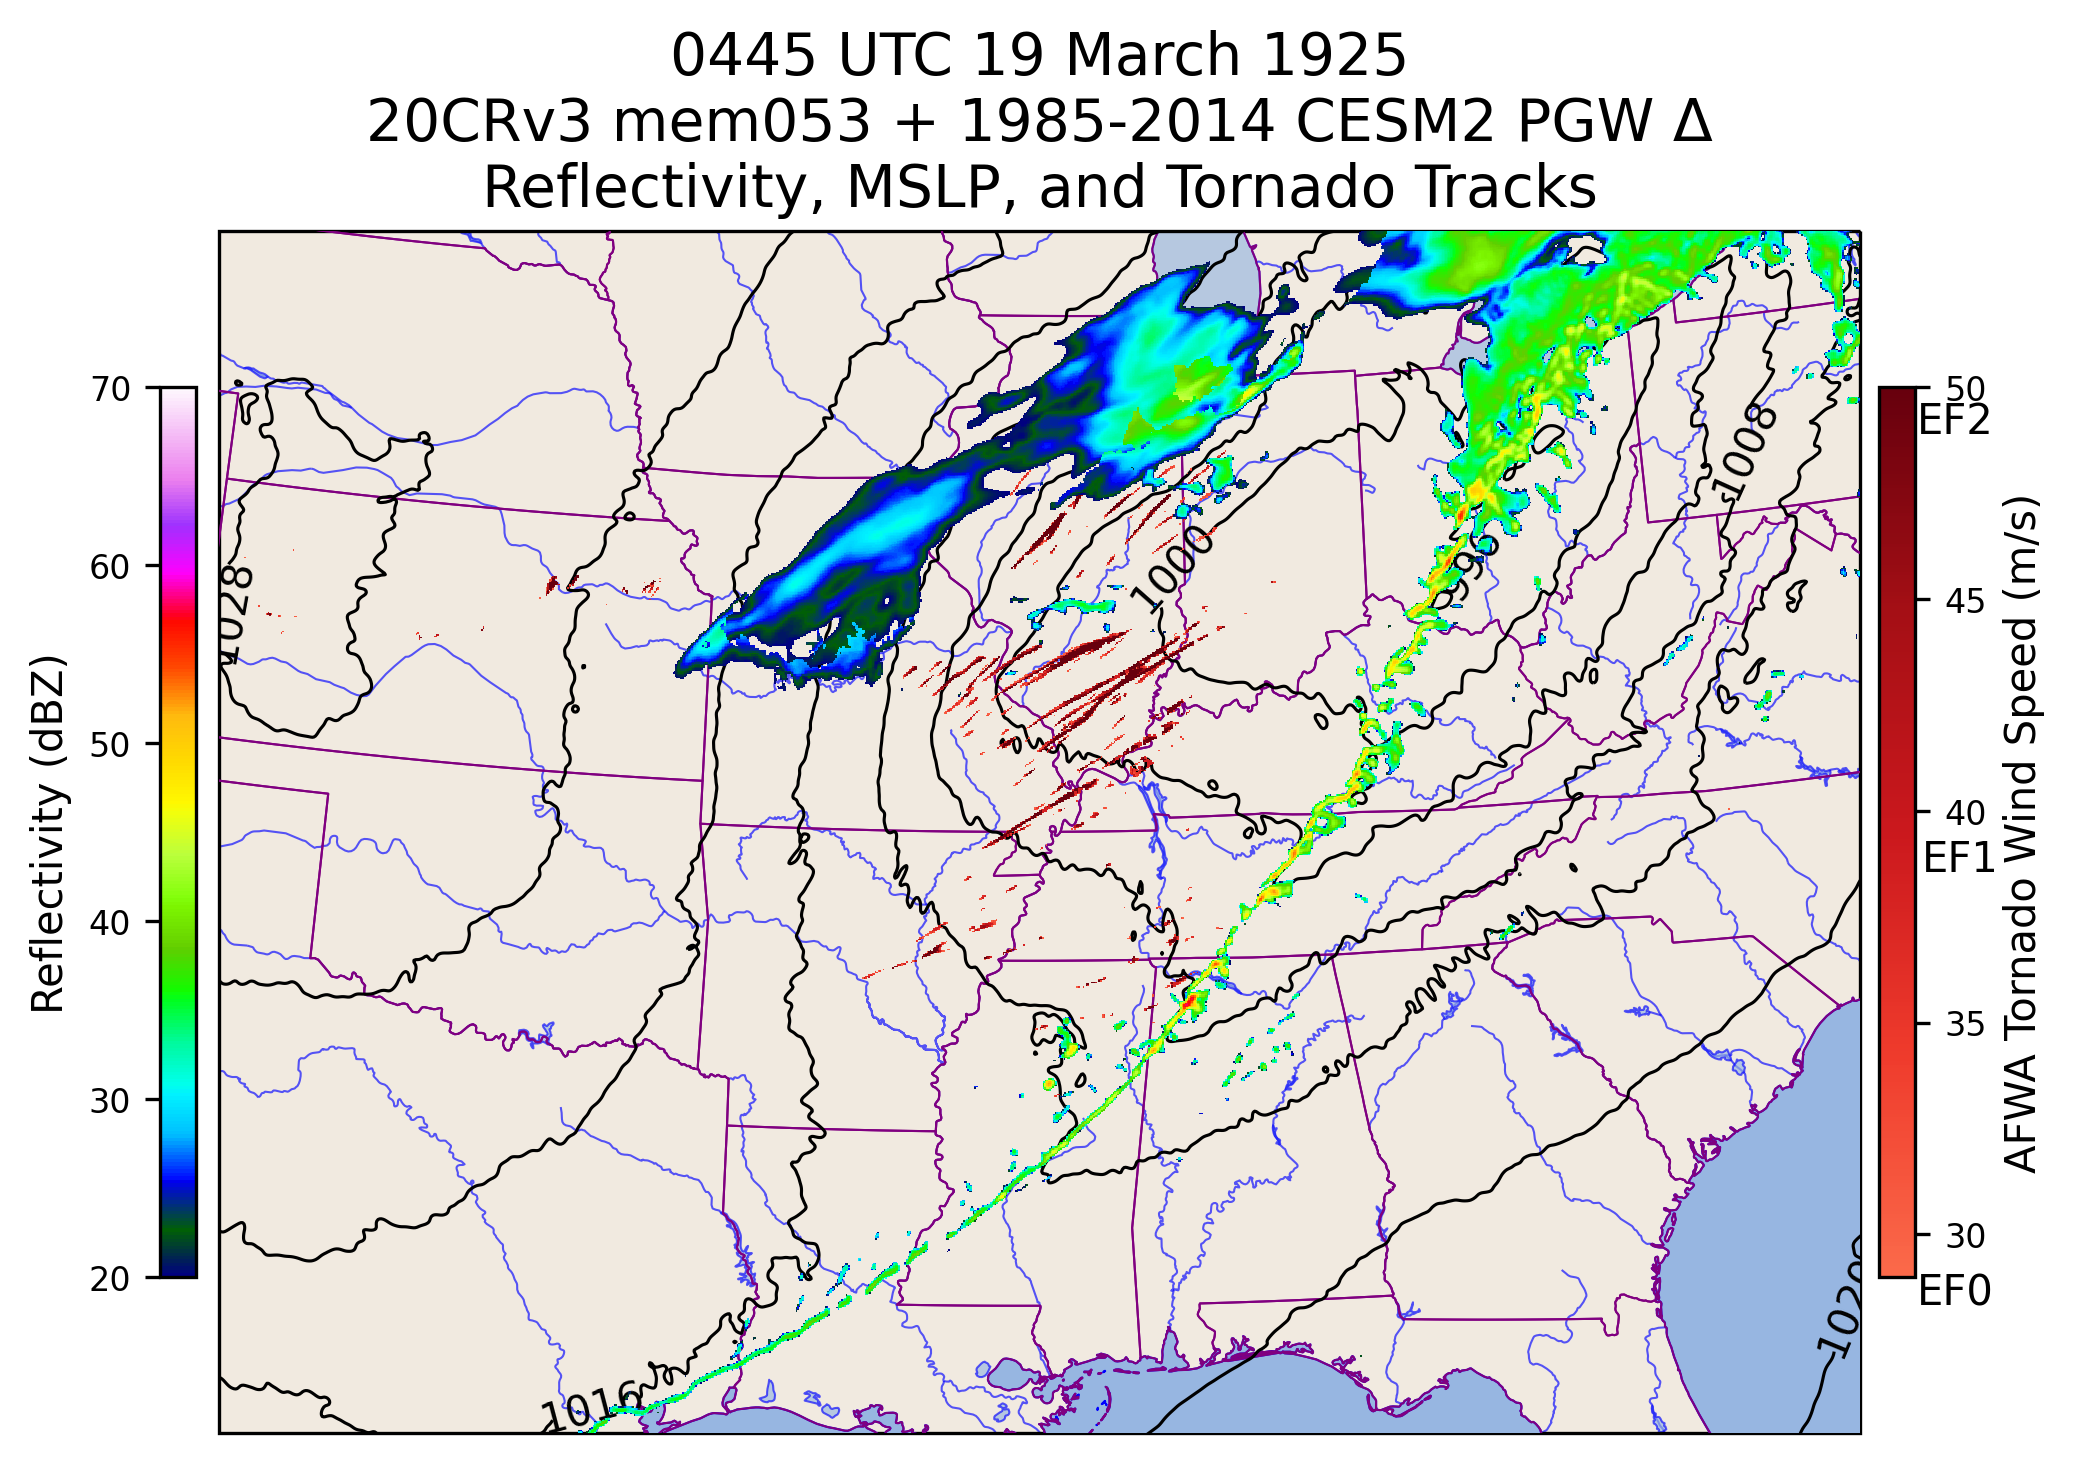 0445 UTC 19 March 1925
20CRv3 mem053 + 1985-2014 CESM2 PGW Δ
Reflectivity, MSLP, and Tornado Tracks
Reflectivity (dBZ)
70
60
50
40
30
20
1028
1000
996
1008
1016
1020
50
EF2
45
40
EF1
35
30
EF0
AFWA Tornado Wind Speed (m/s)